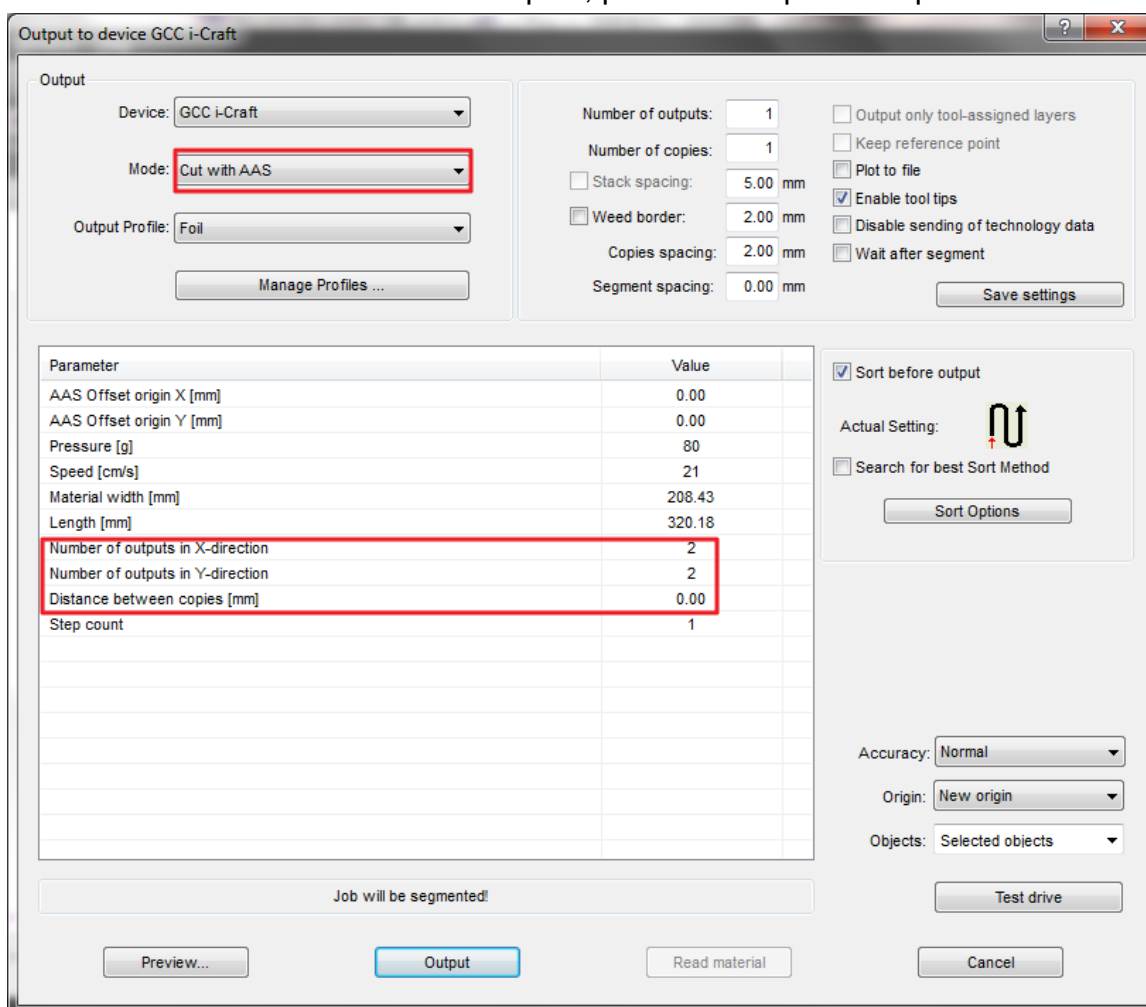 Output to device GCC i-Craft
Output
Device: GCC i-Craft
Mode: Cut with AAS
Output Profile: Foil
Manage Profiles ...
Number of outputs: 1
Number of copies: 1
Stack spacing: 5.00 mm
Weed border: 2.00 mm
Copies spacing: 2.00 mm
Segment spacing: 0.00 mm
Output only tool-assigned layers
Keep reference point
Plot to file
Enable tool tips
Disable sending of technology data
Wait after segment
Save settings
Parameter Value
AAS Offset origin X [mm] 0.00
AAS Offset origin Y [mm] 0.00
Pressure [g] 80
Speed [cm/s] 21
Material width [mm] 208.43
Length [mm] 320.18
Number of outputs in X-direction 2
Number of outputs in Y-direction 2
Distance between copies [mm] 0.00
Step count 1
Sort before output
Actual Setting:
Search for best Sort Method
Sort Options
Accuracy: Normal
Origin: New origin
Objects: Selected objects
Job will be segmented!
Test drive
Preview...
Output
Read material
Cancel